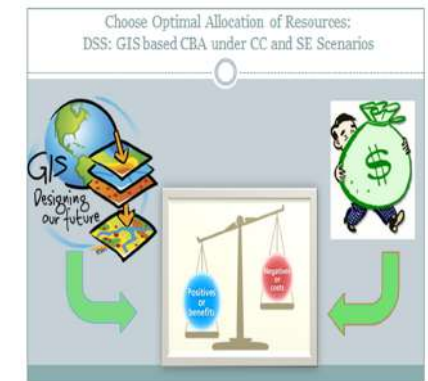 Choose Optimal Allocation of Resources:
DSS: GIS based CBA under CC and SE Scenarios
GIS
Designing
our future
$
Positives
or
benefits
Negatives
or
costs